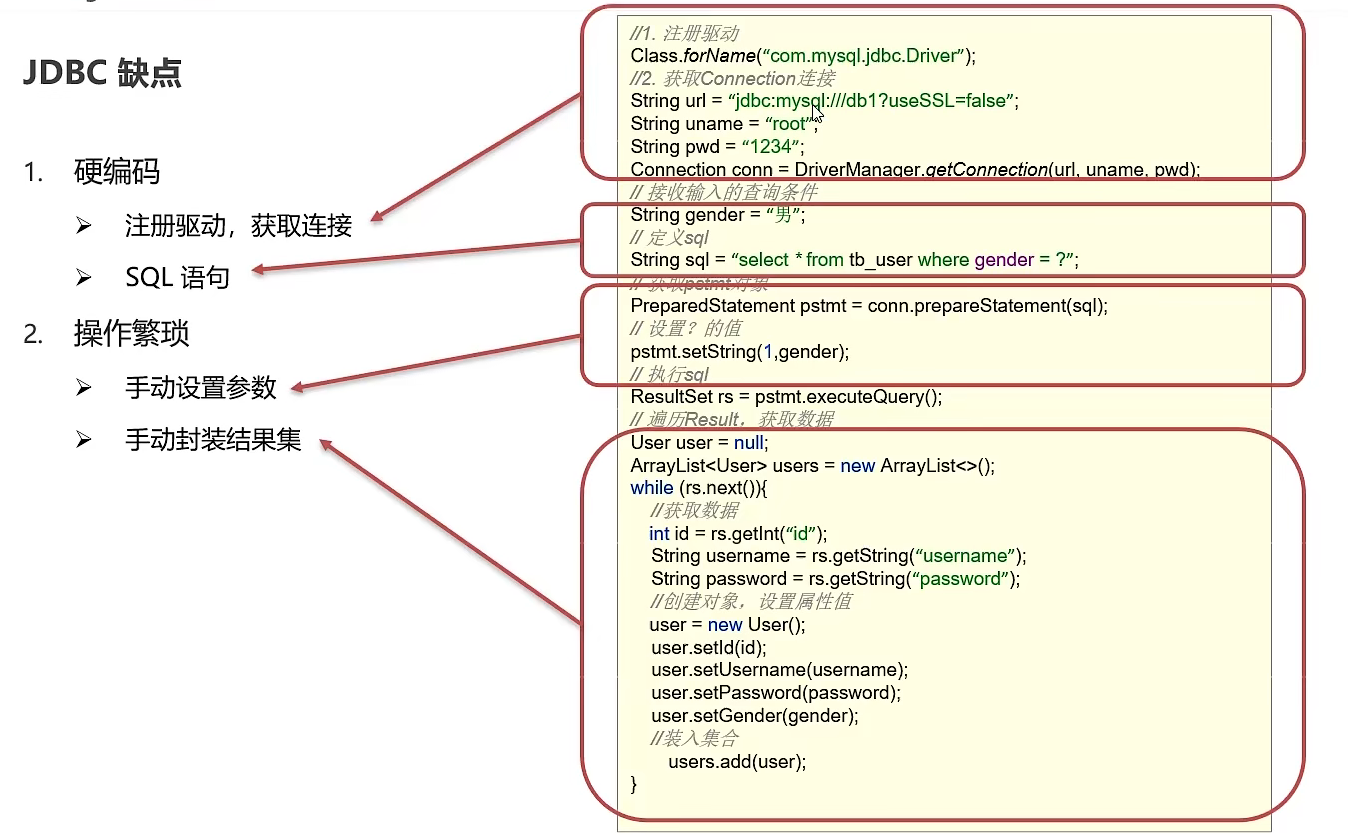 JDBC 缺点
1. 硬编码
➢ 注册驱动，获取连接
➢ SQL 语句
2. 操作繁琐
➢ 手动设置参数
➢ 手动封装结果集
//1. 注册驱动
Class.forName(“com.mysql.jdbc.Driver”);
//2. 获取Connection连接
String url = “jdbc:mysql:///db1?useSSL=false”;
String uname = “root”;
String pwd = “1234”;
Connection conn = DriverManager.getConnection(url, uname, pwd);
// 接收输入的查询条件
String gender = “男”;
// 定义sql
String sql = “select * from tb_user where gender = ?”;
// 获取pstmt对象
PreparedStatement pstmt = conn.prepareStatement(sql);
// 设置？的值
pstmt.setString(1,gender);
// 执行sql
ResultSet rs = pstmt.executeQuery();
// 遍历Result，获取数据
User user = null;
ArrayList<User> users = new ArrayList<>();
while (rs.next()){
//获取数据
int id = rs.getInt(“id”);
String username = rs.getString(“username”);
String password = rs.getString(“password”);
//创建对象，设置属性值
user = new User();
user.setId(id);
user.setUsername(username);
user.setPassword(password);
user.setGender(gender);
//装入集合
users.add(user);
}